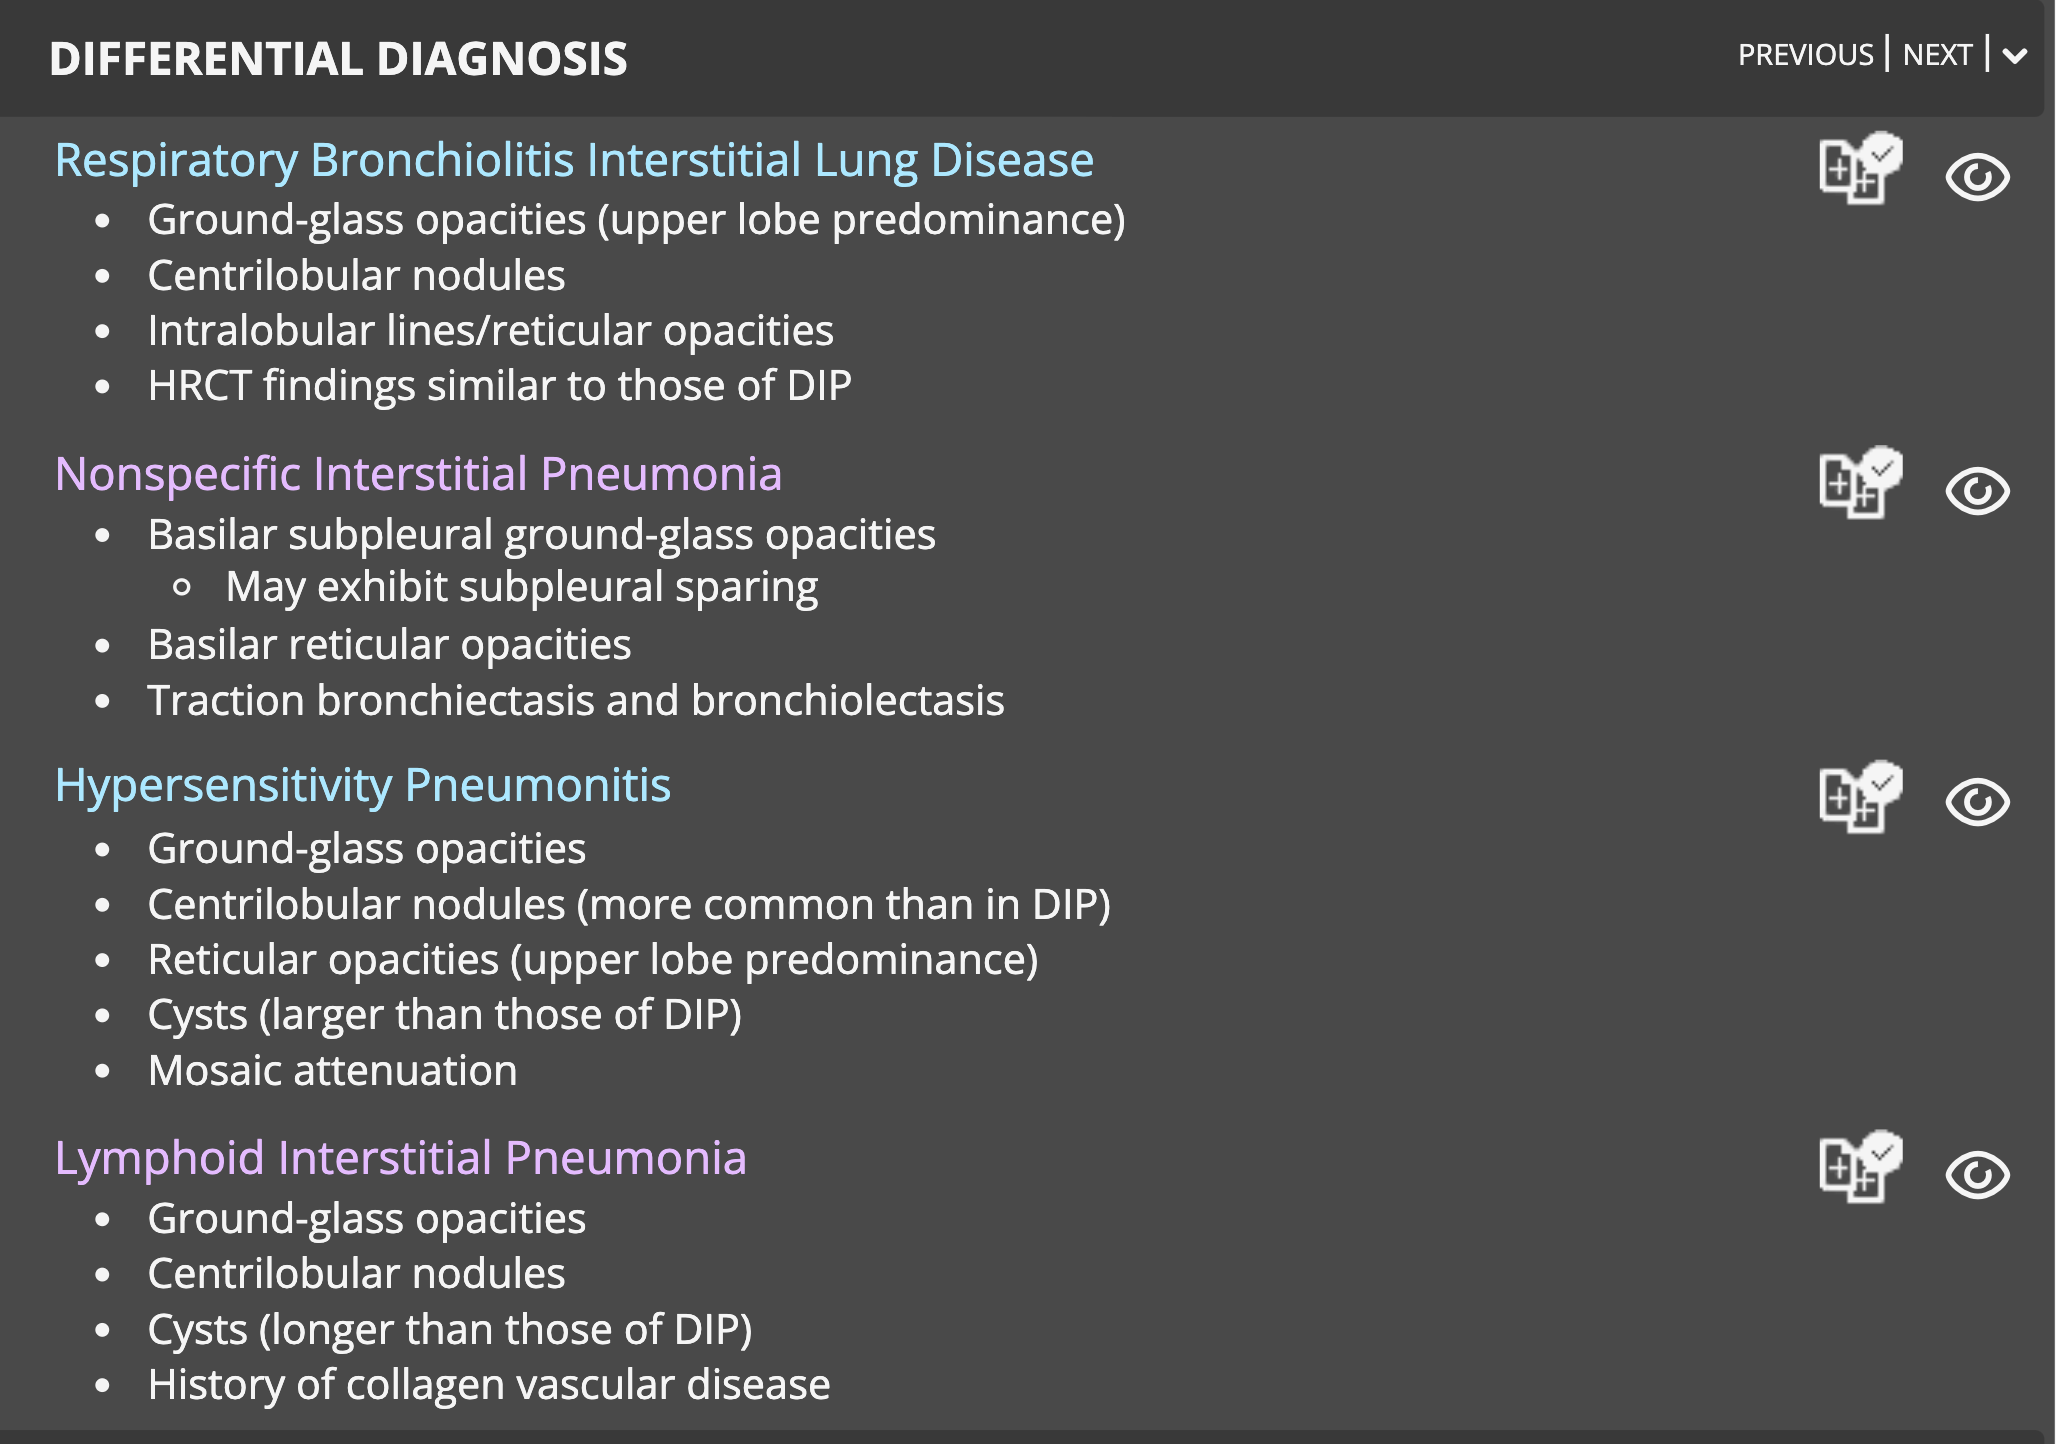 DIFFERENTIAL DIAGNOSIS
PREVIOUS | NEXT |
Respiratory Bronchiolitis Interstitial Lung Disease
• Ground-glass opacities (upper lobe predominance)
• Centrilobular nodules
• Intralobular lines/reticular opacities
• HRCT findings similar to those of DIP
Nonspecific Interstitial Pneumonia
• Basilar subpleural ground-glass opacities
◦ May exhibit subpleural sparing
• Basilar reticular opacities
• Traction bronchiectasis and bronchiolectasis
Hypersensitivity Pneumonitis
• Ground-glass opacities
• Centrilobular nodules (more common than in DIP)
• Reticular opacities (upper lobe predominance)
• Cysts (larger than those of DIP)
• Mosaic attenuation
Lymphoid Interstitial Pneumonia
• Ground-glass opacities
• Centrilobular nodules
• Cysts (longer than those of DIP)
• History of collagen vascular disease